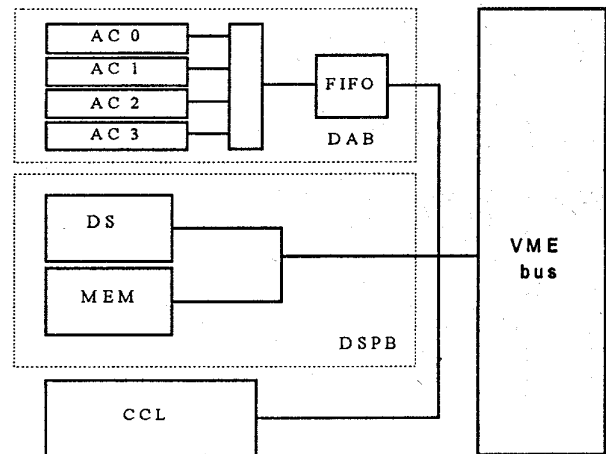 AC 0
AC 1
AC 2
AC 3
FIFO
DAB
DS
MEM
DSPB
CCL
VME
bus